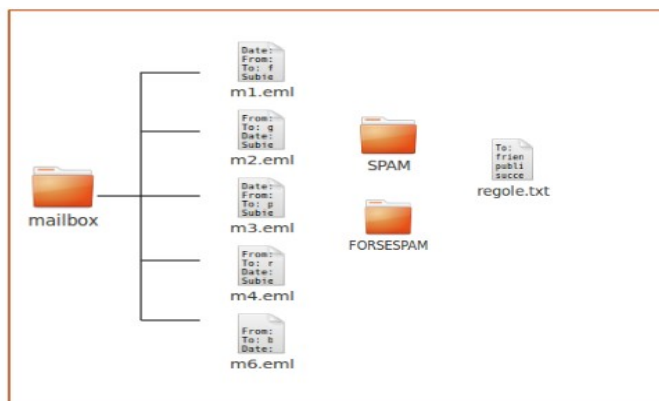 mailbox
Date:
From:
To: f
Subje
m1.eml
From:
To: g
Date:
Subje
m2.eml
Date:
From:
To: p
Subje
m3.eml
From:
To: r
Date:
Subje
m4.eml
From:
To: b
Date:
m6.eml
SPAM
FORSESPAM
To:
frien
publi
succe
regole.txt